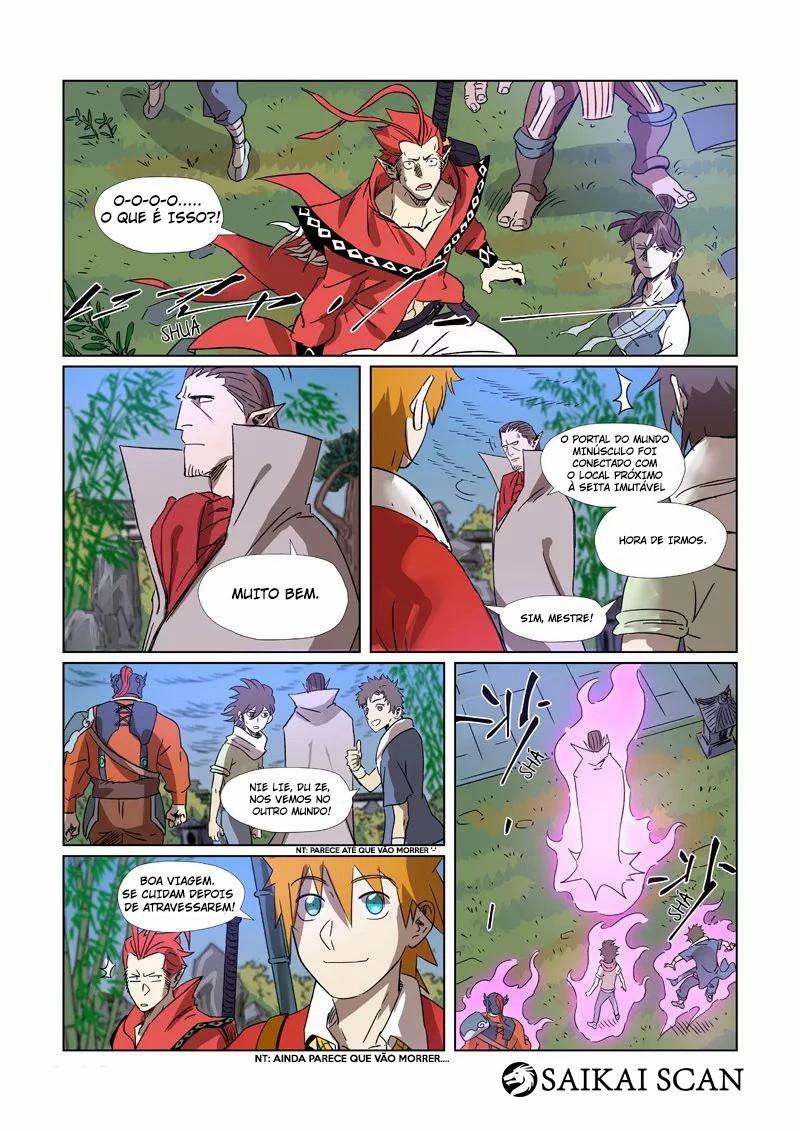 O-O-O-O.....
O QUE É ISSO?!
SHUÁ
MUITO BEM.
O PORTAL DO MUNDO
MINÚSCULO FOI
CONECTADO COM
O LOCAL PRÓXIMO
À SEITA IMUTÁVEL
HORA DE IRMOS.
SIM, MESTRE!
NIE LIE, DU ZE,
NOS VEMOS NO
OUTRO MUNDO!
NT: PARECE ATÉ QUE VÃO MORRER '-'
SHÁ
SHÁ
BOA VIAGEM.
SE CUIDAM DEPOIS
DE ATRAVESSAREM!
NT: AINDA PARECE QUE VÃO MORRER....
SAIKAI SCAN